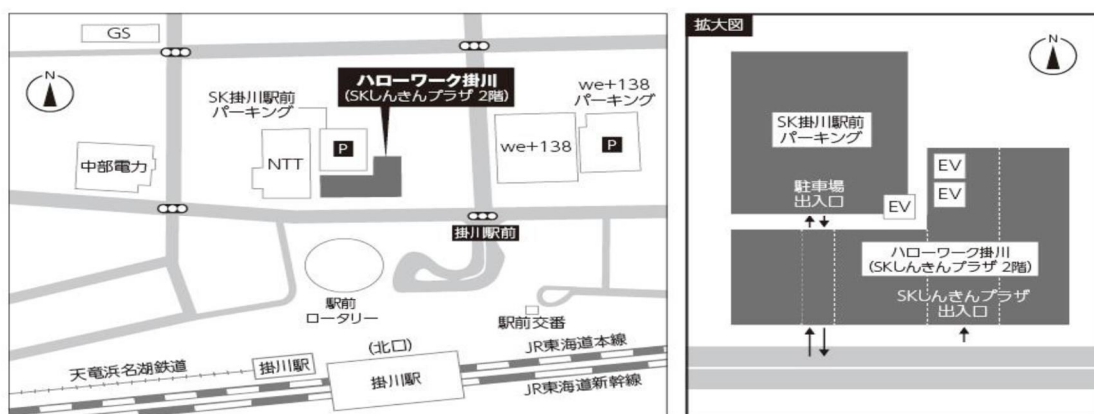 GS
N
ハローワーク掛川
(SKしんきんプラザ 2階)
SK掛川駅前
パーキング
we+138
パーキング
P
P
NTT
we+138
中部電力
掛川駅前
駅前
ロータリー
駅前交番
(北口)
JR東海道本線
天竜浜名湖鉄道
掛川駅
掛川駅
JR東海道新幹線
拡大図
N
SK掛川駅前
パーキング
EV
EV
駐車場
出入口
EV
ハローワーク掛川
(SKしんきんプラザ 2階)
SKしんきんプラザ
出入口